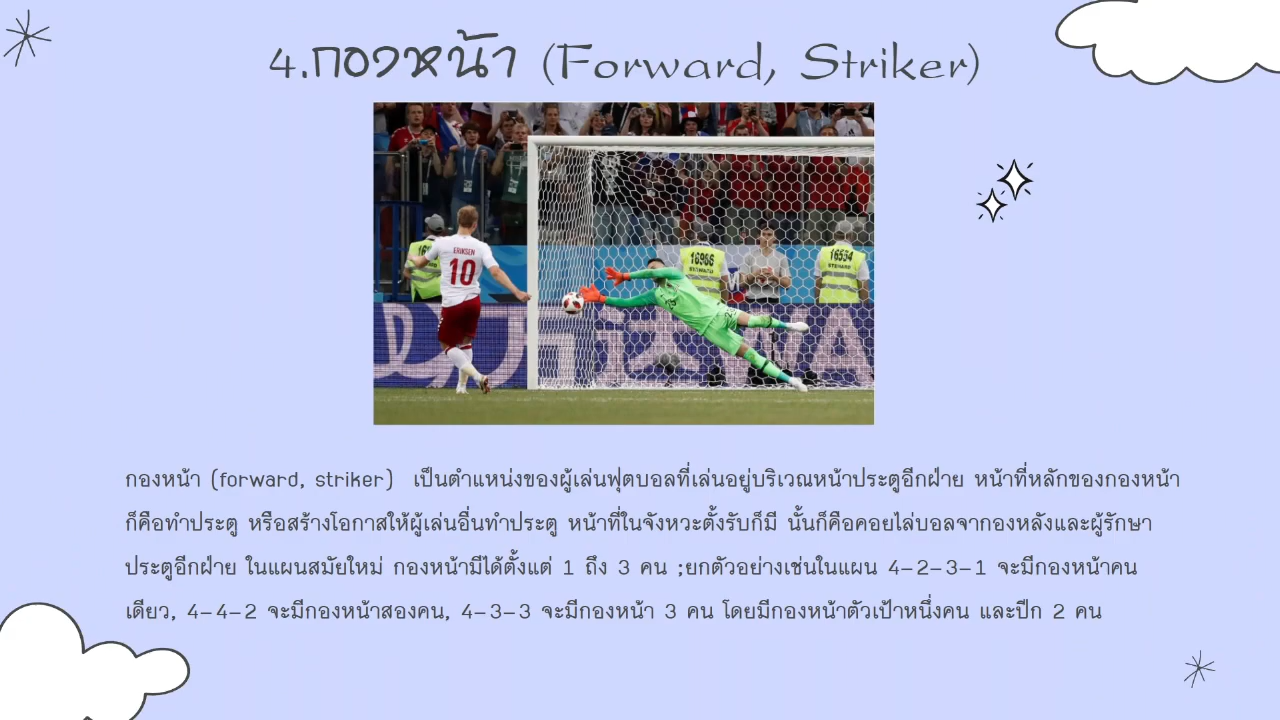 4.กองหน้า (Forward, Striker)
ERIKSEN
10
16966
STEWARD
16554
STEWARD
กองหน้า (forward, striker)  เป็นตำแหน่งของผู้เล่นฟุตบอลที่เล่นอยู่บริเวณหน้าประตูอีกฝ่าย หน้าที่หลักของกองหน้า
ก็คือทำประตู หรือสร้างโอกาสให้ผู้เล่นอื่นทำประตู หน้าที่ในจังหวะตั้งรับก็มี นั้นก็คือคอยไล่บอลจากกองหลังและผู้รักษา
ประตูอีกฝ่าย ในแผนสมัยใหม่ กองหน้ามีได้ตั้งแต่ 1 ถึง 3 คน ;ยกตัวอย่างเช่นในแผน 4-2-3-1 จะมีกองหน้าคน
เดียว, 4-4-2 จะมีกองหน้าสองคน, 4-3-3 จะมีกองหน้า 3 คน โดยมีกองหน้าตัวเป้าหนึ่งคน และปีก 2 คน